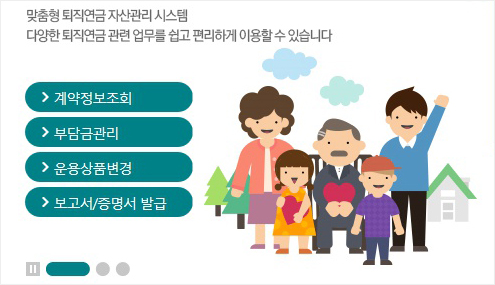 맞춤형 퇴직연금 자산관리 시스템
다양한 퇴직연금 관련 업무를 쉽고 편리하게 이용할 수 있습니다
계약정보조회
부담금관리
운용상품변경
보고서/증명서 발급